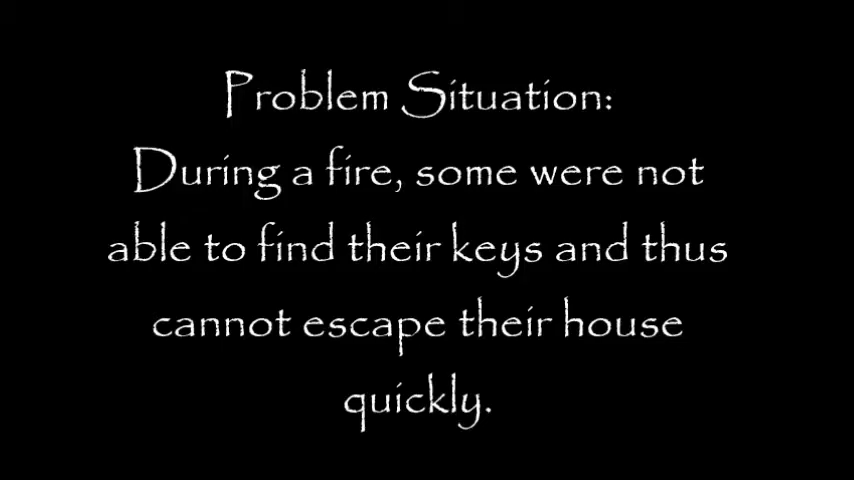 Problem Situation:
During a fire, some were not
able to find their keys and thus
cannot escape their house
quickly.